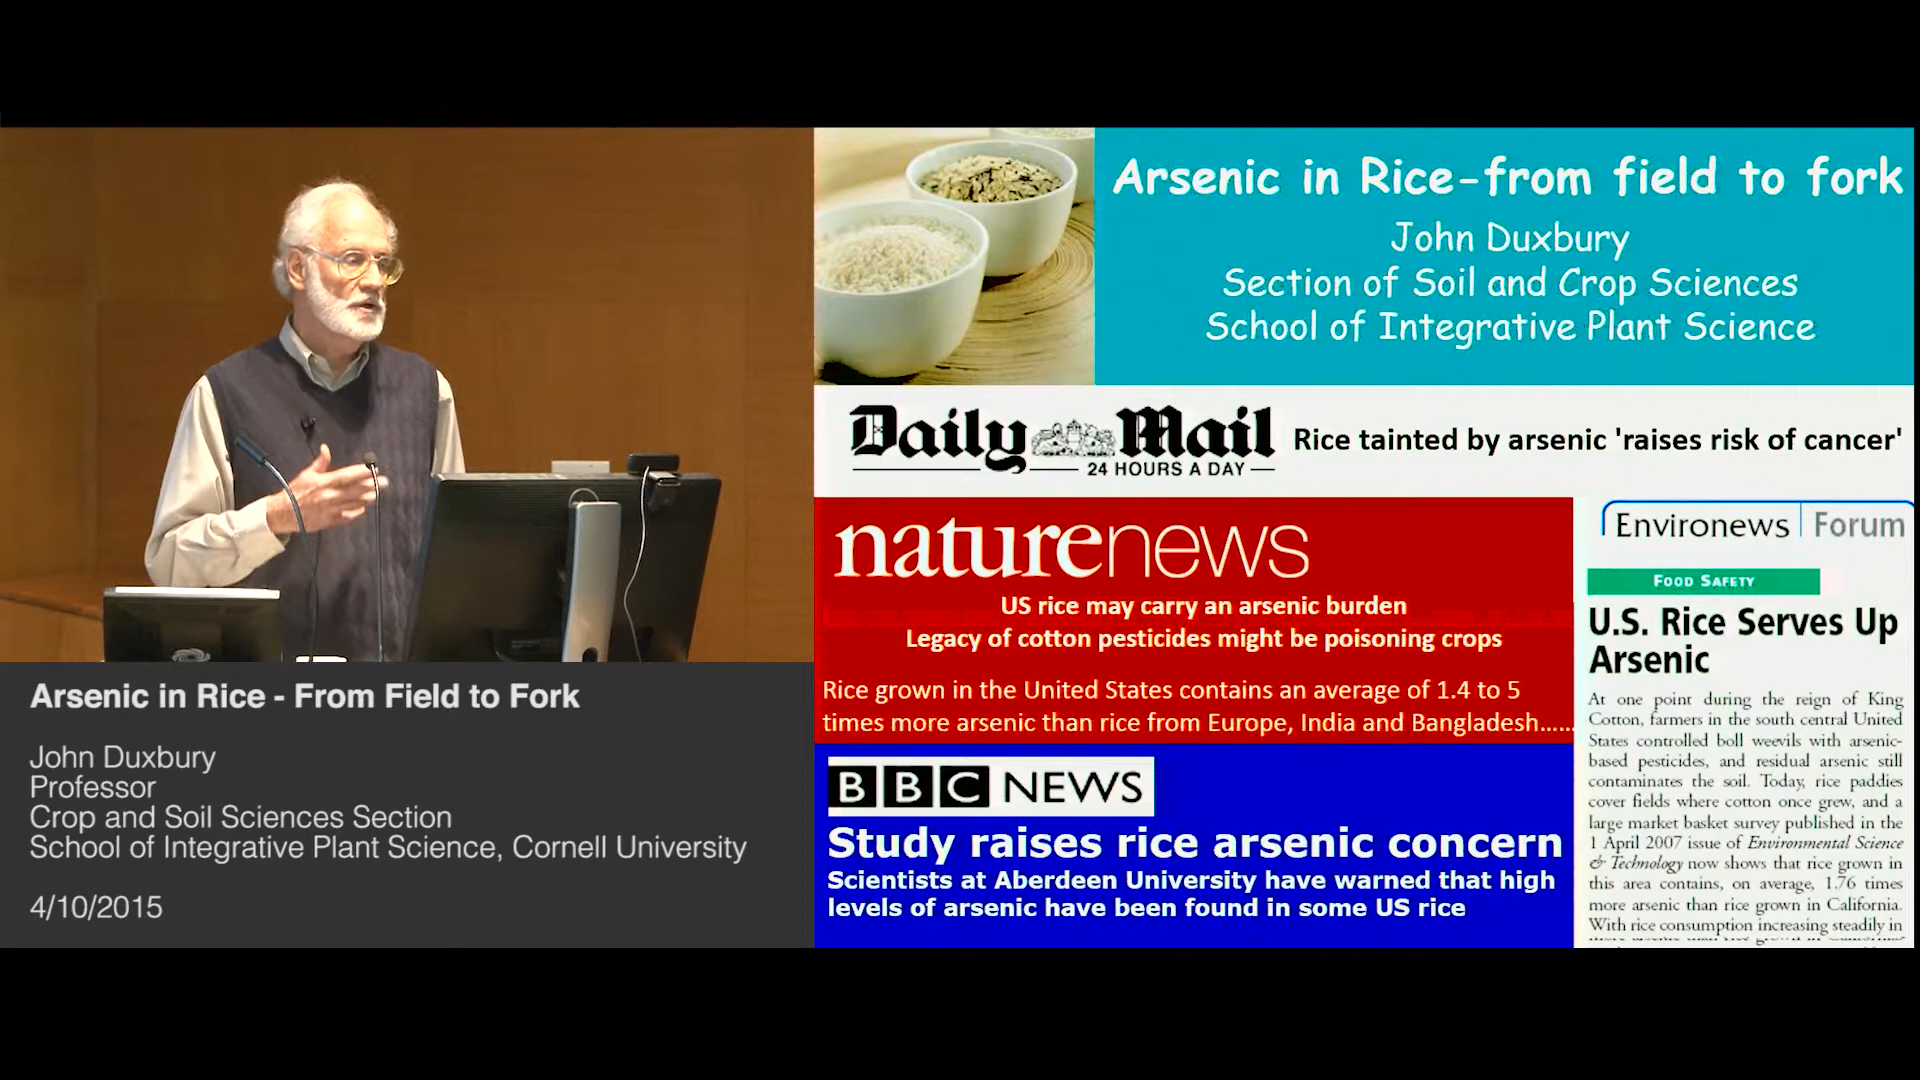 Arsenic in Rice-from field to fork
John Duxbury
Section of Soil and Crop Sciences
School of Integrative Plant Science
Daily Mail
24 HOURS A DAY
Rice tainted by arsenic 'raises risk of cancer'
naturenews
US rice may carry an arsenic burden
Legacy of cotton pesticides might be poisoning crops
Rice grown in the United States contains an average of 1.4 to 5
times more arsenic than rice from Europe, India and Bangladesh......
Environews Forum
FOOD SAFETY
U.S. Rice Serves Up
Arsenic
At one point during the reign of King
Cotton, farmers in the south central United
States controlled boll weevils with arsenic-
based pesticides, and residual arsenic still
contaminates the soil. Today, rice paddies
cover fields where cotton once grew, and a
large market basket survey published in the
1 April 2007 issue of Environmental Science
& Technology now shows that rice grown in
this area contains, on average, 1.76 times
more arsenic than rice grown in California.
With rice consumption increasing steadily in
BBC NEWS
Study raises rice arsenic concern
Scientists at Aberdeen University have warned that high
levels of arsenic have been found in some US rice
Arsenic in Rice - From Field to Fork
John Duxbury
Professor
Crop and Soil Sciences Section
School of Integrative Plant Science, Cornell University
4/10/2015